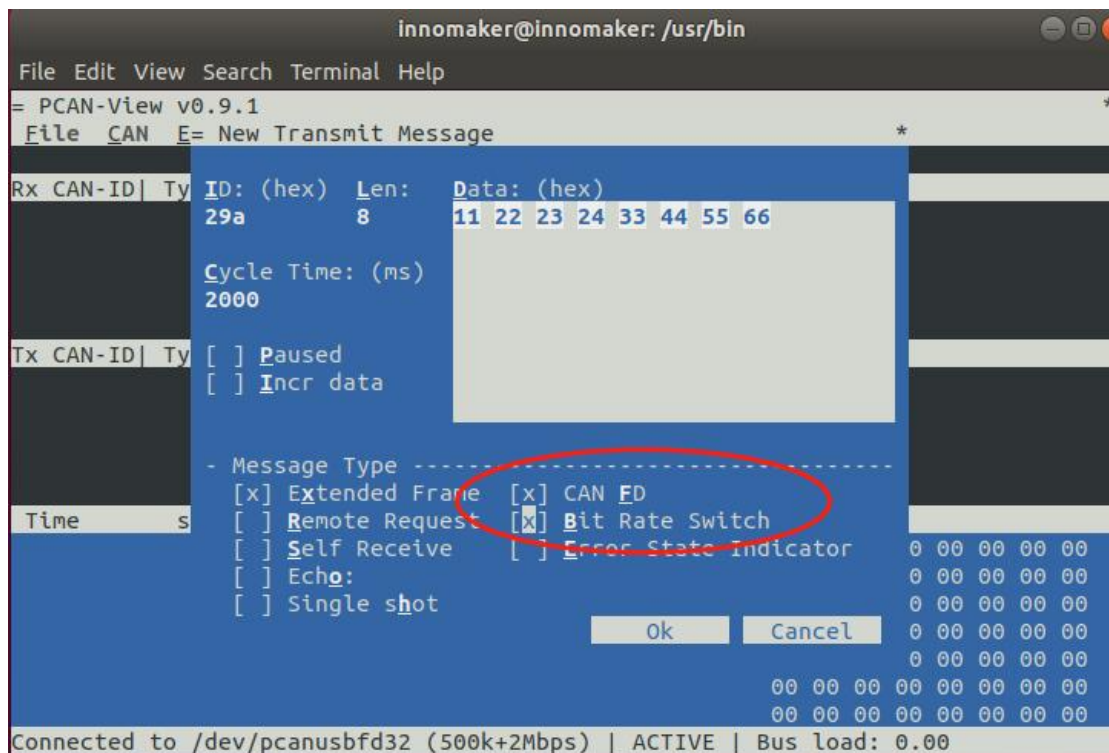 innomaker@innomaker: /usr/bin
File Edit View Search Terminal Help
= PCAN-View v0.9.1 *
File CAN E= New Transmit Message *
Rx CAN-ID| Ty ID: (hex) Len: Data: (hex)
29a 8 11 22 23 24 33 44 55 66
Cycle Time: (ms)
2000
Tx CAN-ID| Ty [ ] Paused
[ ] Incr data
- Message Type -----------------------------------
[x] Extended Frame [x] CAN FD
Time s [ ] Remote Request [x] Bit Rate Switch
[ ] Self Receive [ ] Error State Indicator 0 00 00 00 00
[ ] Echo: 0 00 00 00 00
[ ] Single shot 0 00 00 00 00
Ok Cancel 0 00 00 00 00
0 00 00 00 00
00 00 00 00 00 00 00 00
00 00 00 00 00 00 00 00
Connected to /dev/pcanusbfd32 (500k+2Mbps) | ACTIVE | Bus load: 0.00